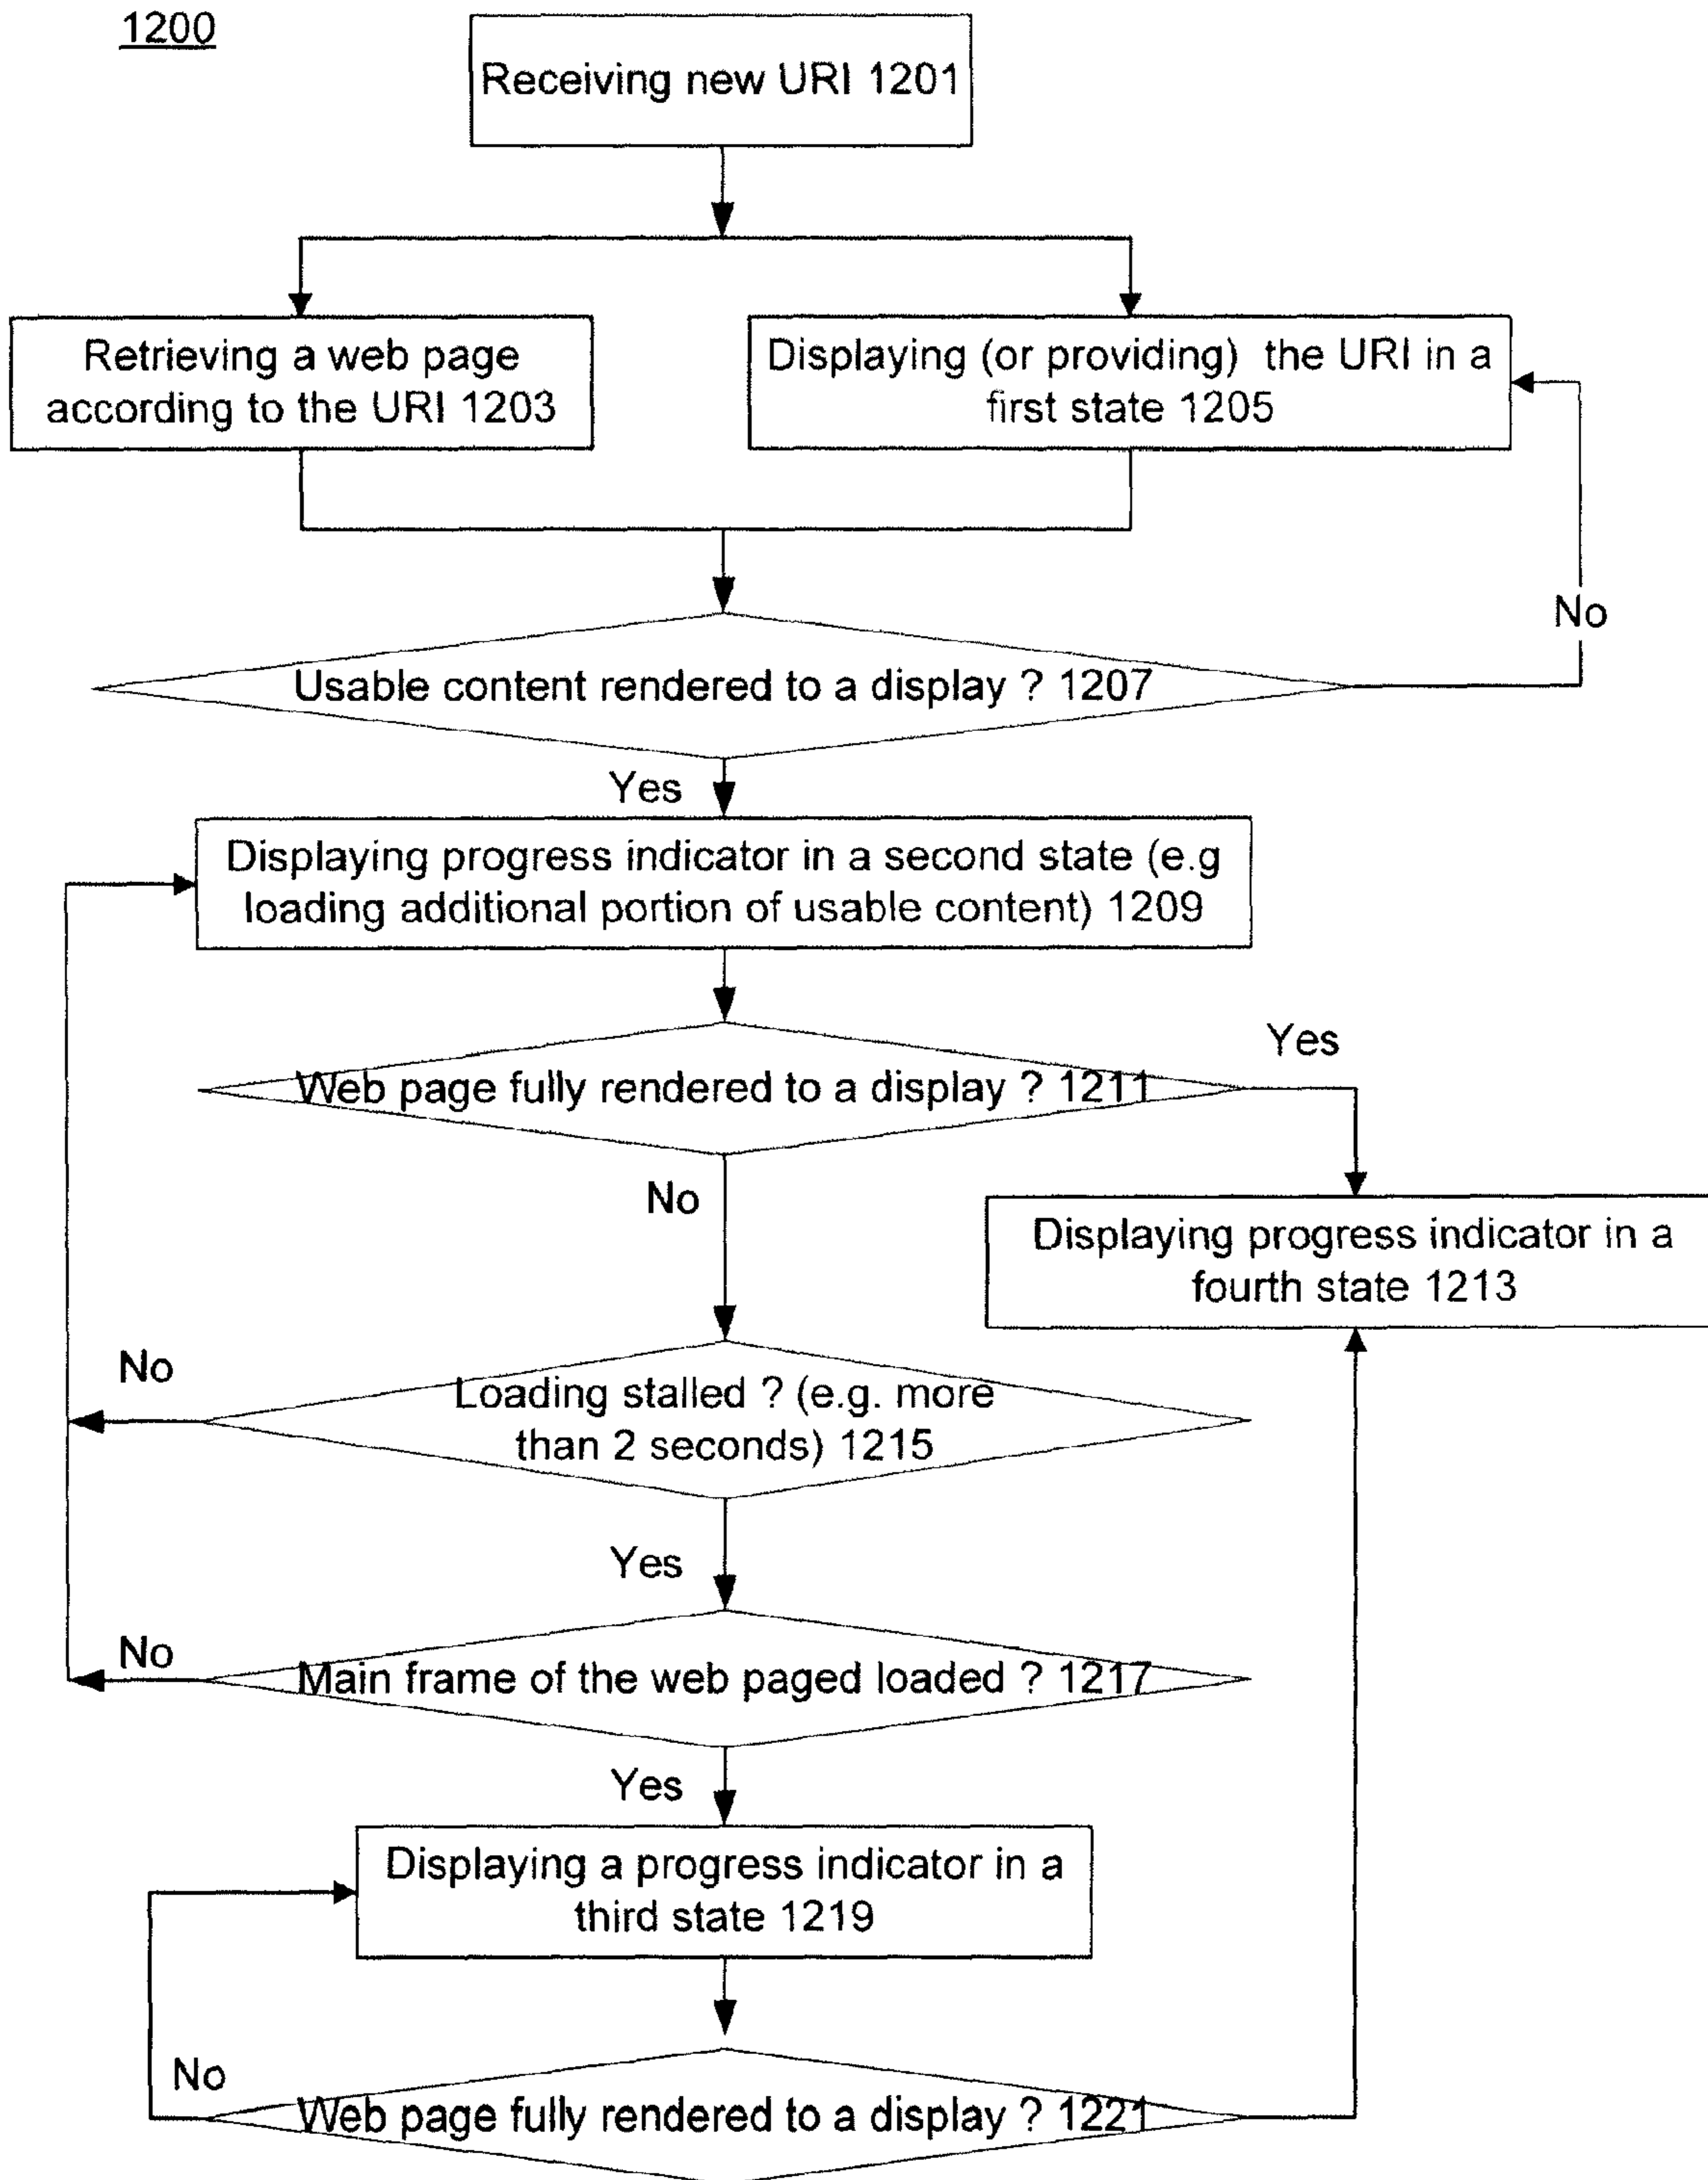 1200
Receiving new URI 1201
Retrieving a web page
according to the URI 1203
Displaying (or providing) the URI in a
first state 1205
No
Usable content rendered to a display ? 1207
Yes
Displaying progress indicator in a second state (e.g
loading additional portion of usable content) 1209
Yes
Web page fully rendered to a display ? 1211
No
Displaying progress indicator in a
fourth state 1213
No
Loading stalled ? (e.g. more
than 2 seconds) 1215
Yes
No
Main frame of the web paged loaded ? 1217
Yes
Displaying a progress indicator in a
third state 1219
No
Web page fully rendered to a display ? 1221